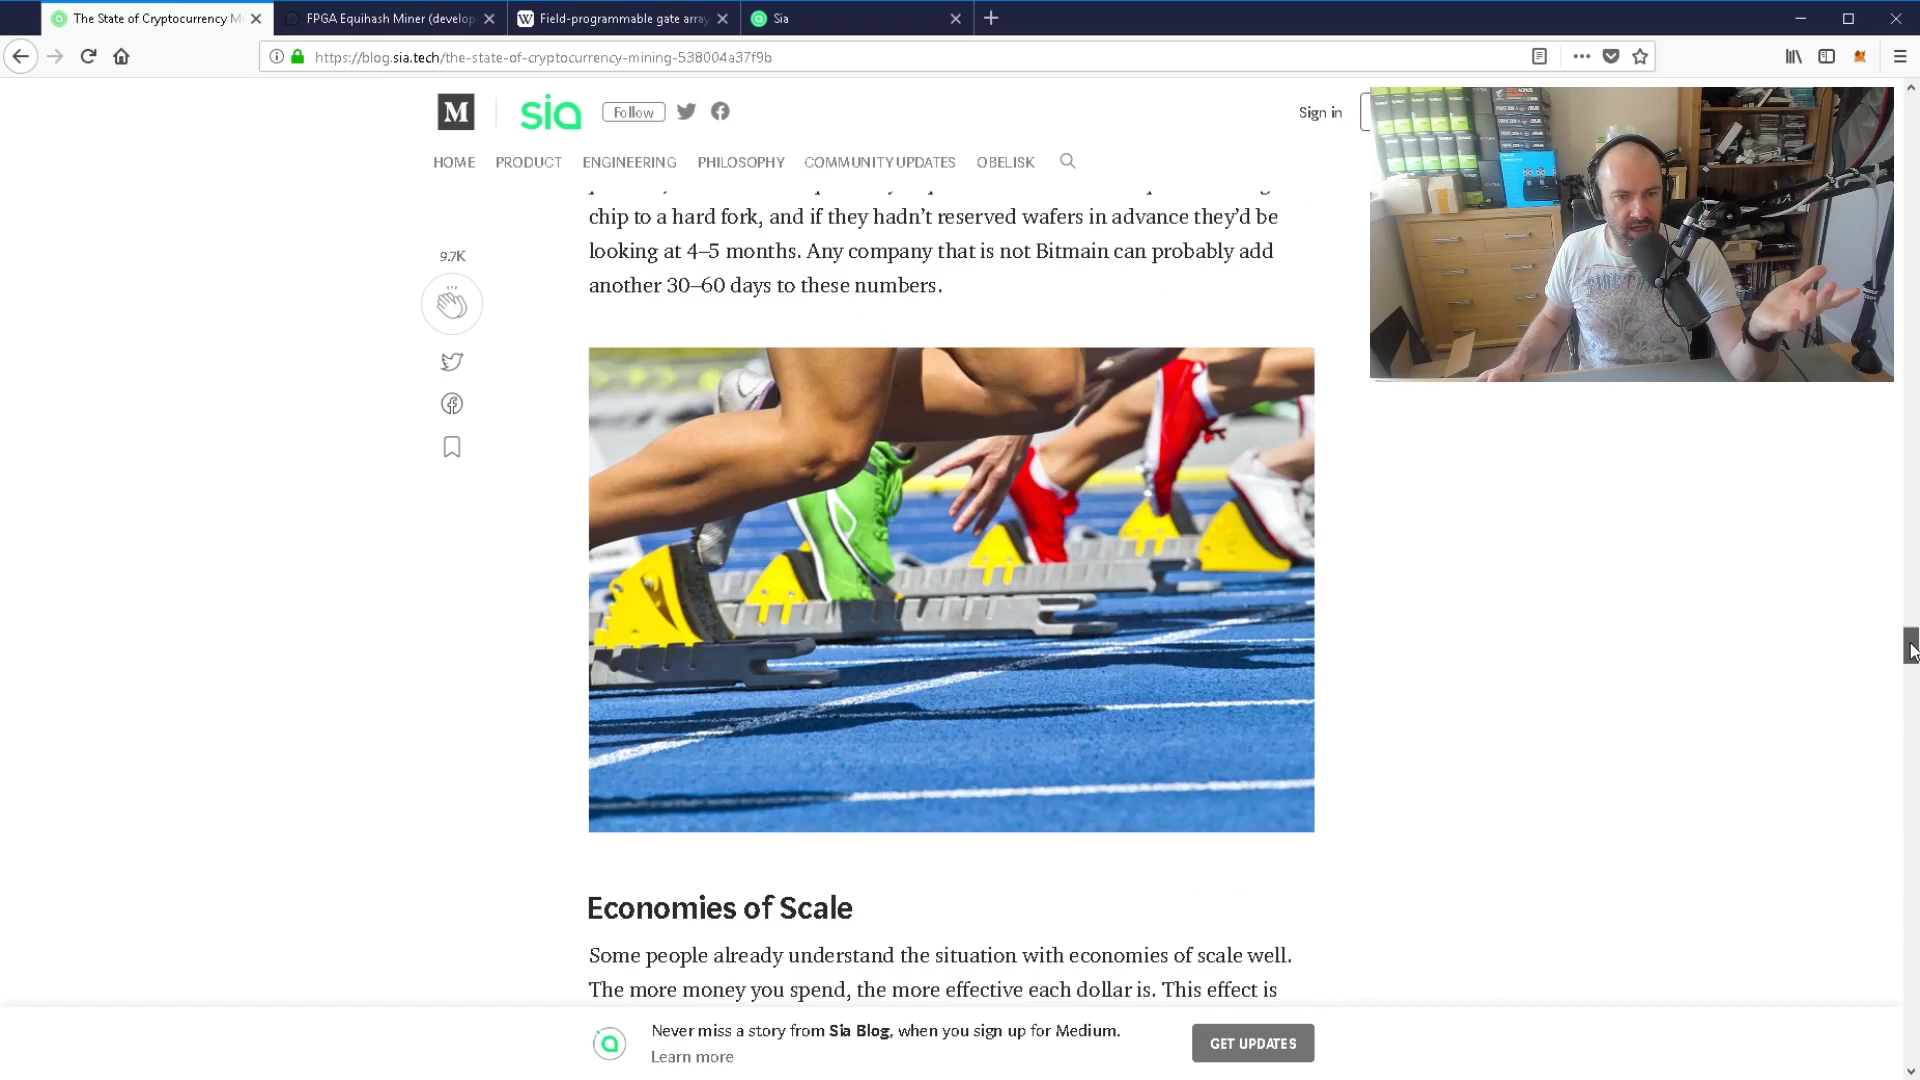 The State of Cryptocurrency Mi
FPGA Equihash Miner (develop
W Field-programmable gate array
Sia
https://blog.sia.tech/the-state-of-cryptocurrency-mining-538004a37f9b
M
sia
Follow
Sign in
HOME PRODUCT ENGINEERING PHILOSOPHY COMMUNITY UPDATES OBELISK
chip to a hard fork, and if they hadn't reserved wafers in advance they'd be
looking at 4–5 months. Any company that is not Bitmain can probably add
another 30–60 days to these numbers.
9.7K
Economies of Scale
Some people already understand the situation with economies of scale well.
The more money you spend, the more effective each dollar is. This effect is
Never miss a story from Sia Blog, when you sign up for Medium.
Learn more
GET UPDATES